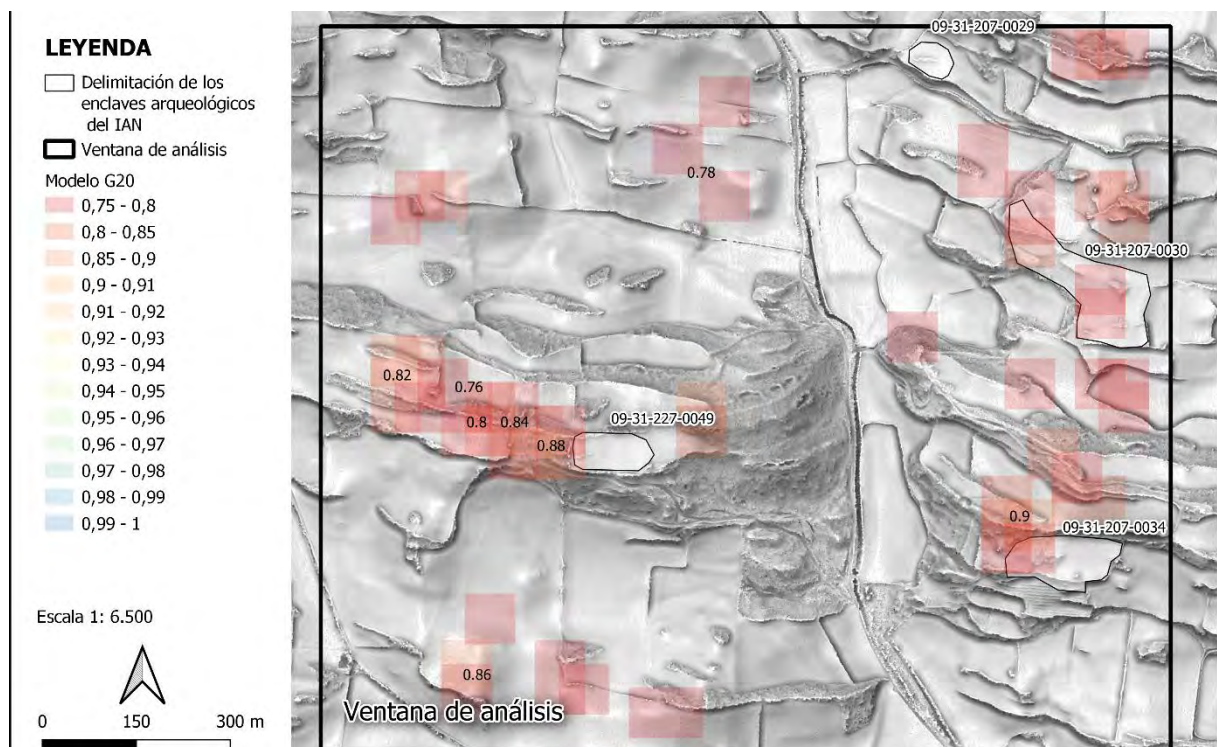 LEYENDA
Delimitación de los
enclaves arqueológicos
del IAN
Ventana de análisis
Modelo G20
0,75 - 0,8
0,8 - 0,85
0,85 - 0,9
0,9 - 0,91
0,91 - 0,92
0,92 - 0,93
0,93 - 0,94
0,94 - 0,95
0,95 - 0,96
0,96 - 0,97
0,97 - 0,98
0,98 - 0,99
0,99 - 1
Escala 1: 6.500
0 150 300 m
09-31-207-0029
0.78
09-31-207-0030
0.82
0.76
0.8
0.84
0.88
09-31-227-0049
0.9
09-31-207-0034
0.86
Ventana de análisis